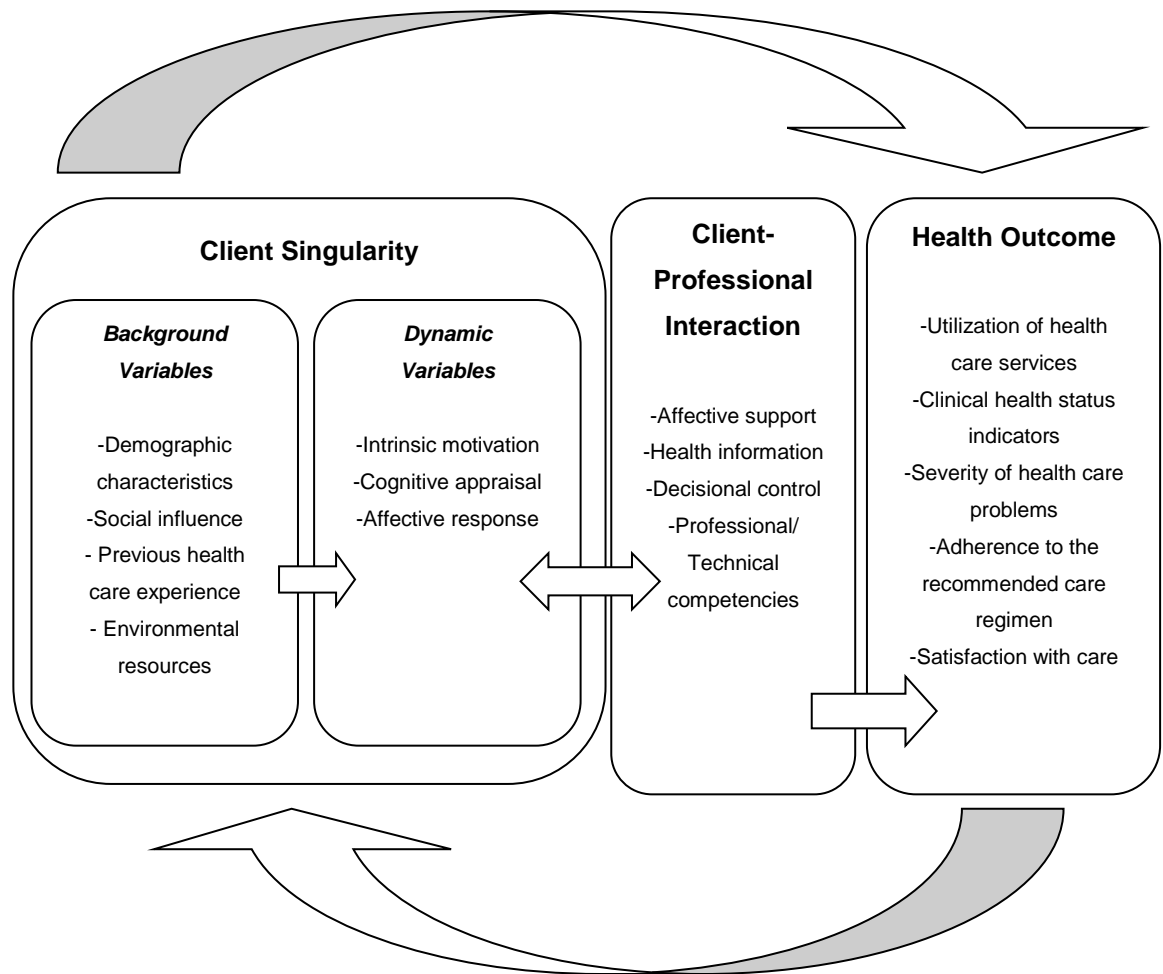 Client Singularity
Background
Variables
-Demographic
characteristics
-Social influence
- Previous health
care experience
- Environmental
resources
Dynamic
Variables
-Intrinsic motivation
-Cognitive appraisal
-Affective response
Client-
Professional
Interaction
-Affective support
-Health information
-Decisional control
-Professional/
Technical
competencies
Health Outcome
-Utilization of health
care services
-Clinical health status
indicators
-Severity of health care
problems
-Adherence to the
recommended care
regimen
-Satisfaction with care